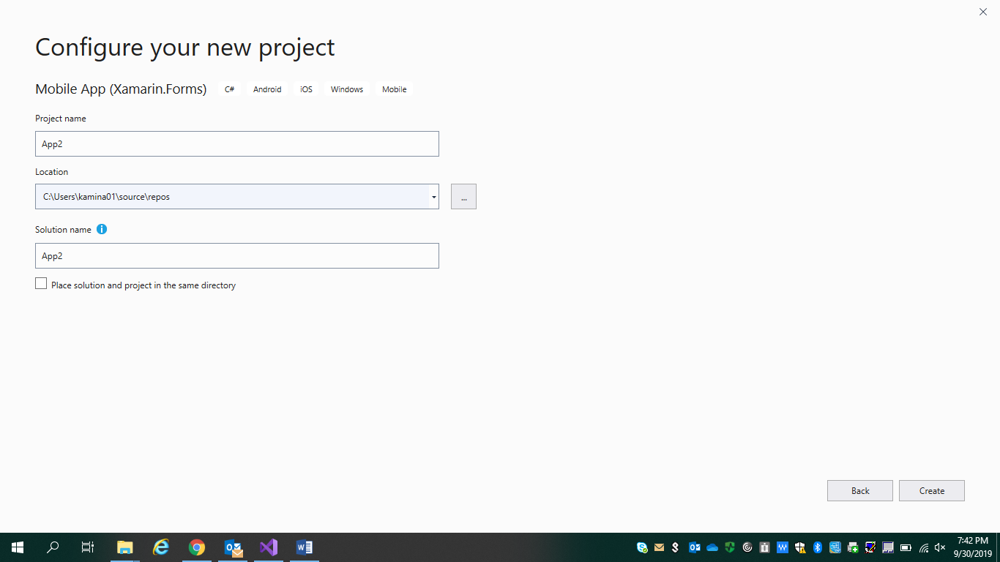 Configure your new project
Mobile App (Xamarin.Forms) C# Android iOS Windows Mobile
Project name
App2
Location
C:\Users\kamina01\source\repos
...
Solution name
App2
Place solution and project in the same directory
Back Create
7:42 PM
9/30/2019